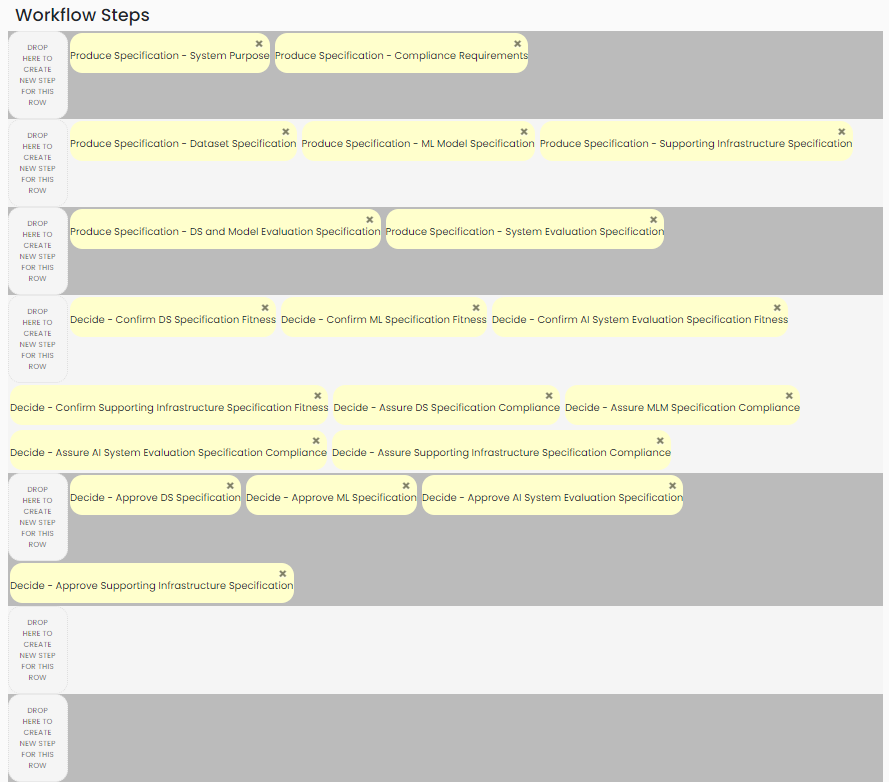 Workflow Steps
DROP
HERE TO
CREATE
NEW STEP
FOR THIS
ROW
Produce Specification - System Purpose
Produce Specification - Compliance Requirements
DROP
HERE TO
CREATE
NEW STEP
FOR THIS
ROW
Produce Specification - Dataset Specification
Produce Specification - ML Model Specification
Produce Specification - Supporting Infrastructure Specification
DROP
HERE TO
CREATE
NEW STEP
FOR THIS
ROW
Produce Specification - DS and Model Evaluation Specification
Produce Specification - System Evaluation Specification
DROP
HERE TO
CREATE
NEW STEP
FOR THIS
ROW
Decide - Confirm DS Specification Fitness
Decide - Confirm ML Specification Fitness
Decide - Confirm AI System Evaluation Specification Fitness
Decide - Confirm Supporting Infrastructure Specification Fitness
Decide - Assure DS Specification Compliance
Decide - Assure MLM Specification Compliance
Decide - Assure AI System Evaluation Specification Compliance
Decide - Assure Supporting Infrastructure Specification Compliance
DROP
HERE TO
CREATE
NEW STEP
FOR THIS
ROW
Decide - Approve DS Specification
Decide - Approve ML Specification
Decide - Approve AI System Evaluation Specification
Decide - Approve Supporting Infrastructure Specification
DROP
HERE TO
CREATE
NEW STEP
FOR THIS
ROW
DROP
HERE TO
CREATE
NEW STEP
FOR THIS
ROW